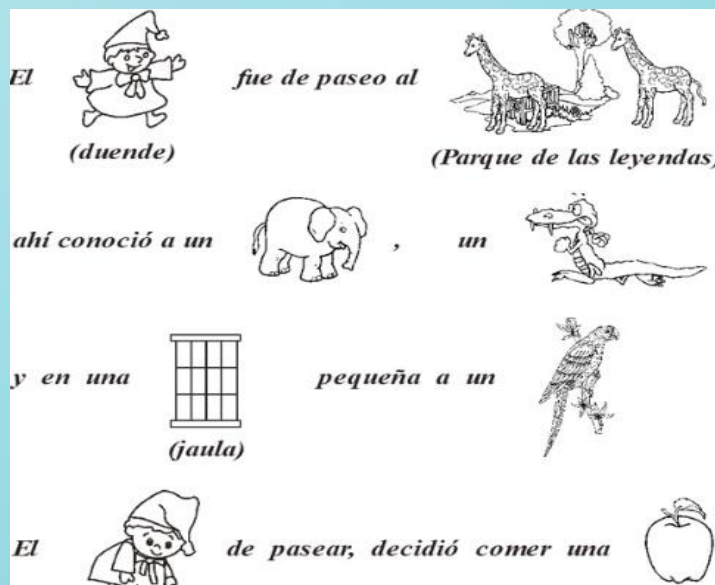 El fue de paseo al
(duende) (Parque de las leyendas)
ahí conoció a un , un
y en una pequeña a un
(jaula)
El de pasear, decidió comer una